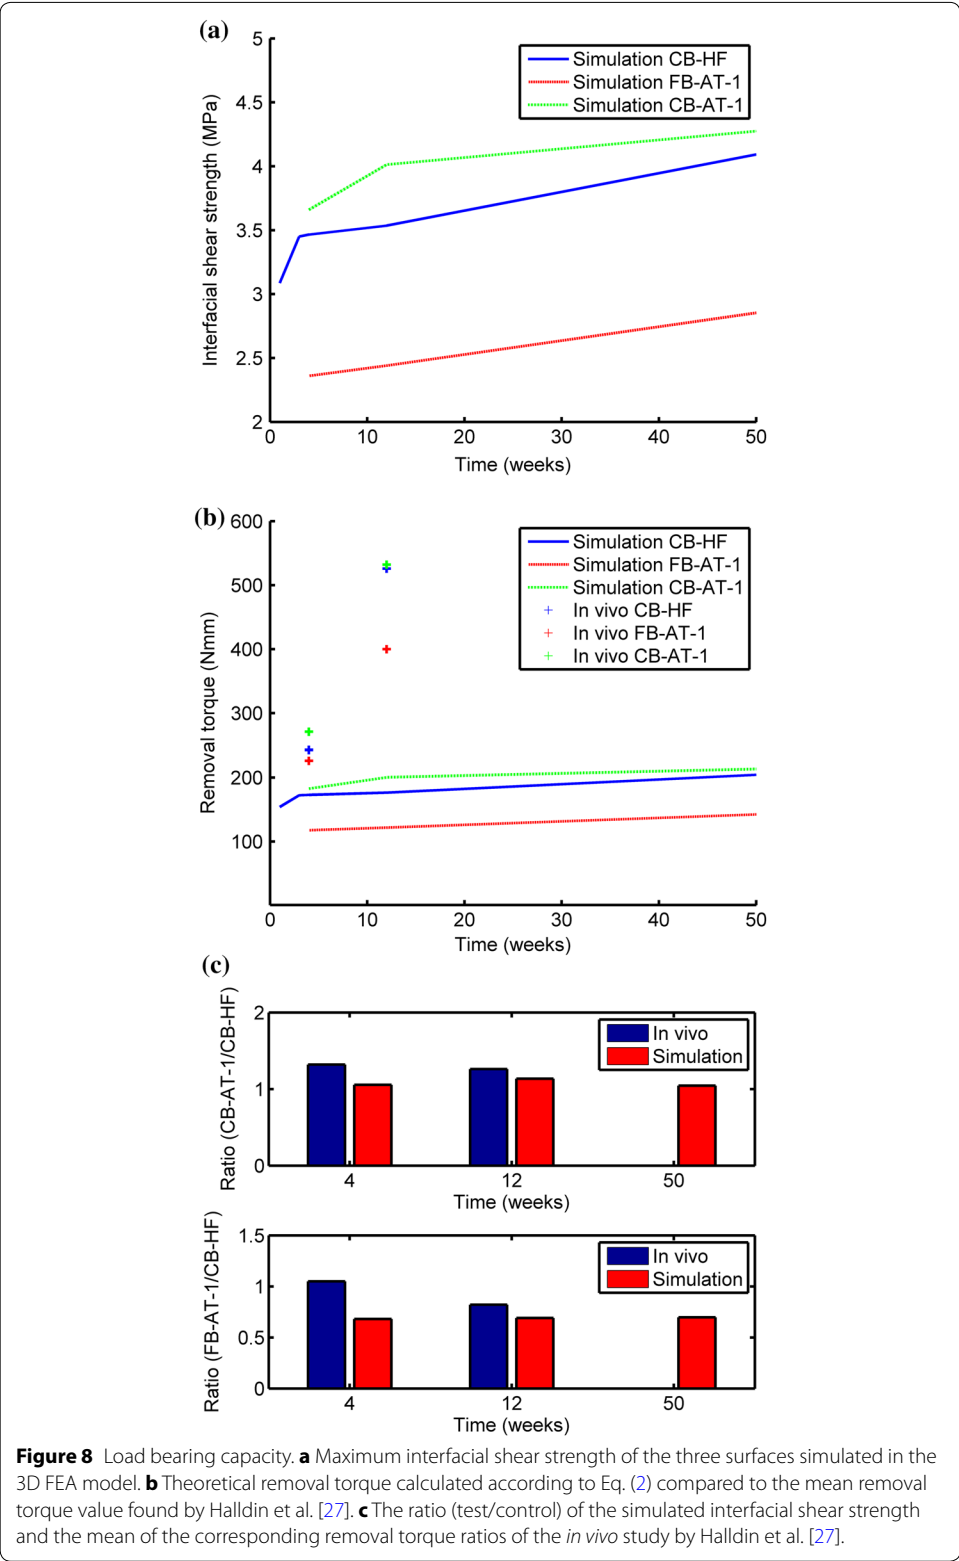 (a)
5
4.5
4
3.5
3
2.5
2
Interfacial shear strength (MPa)
Simulation CB-HF
Simulation FB-AT-1
Simulation CB-AT-1
0 10 20 30 40 50
Time (weeks)
(b)
600
500
400
300
200
100
Removal torque (Nmm)
Simulation CB-HF
Simulation FB-AT-1
Simulation CB-AT-1
In vivo CB-HF
In vivo FB-AT-1
In vivo CB-AT-1
0 10 20 30 40 50
Time (weeks)
(c)
2
1
0
Ratio (CB-AT-1/CB-HF)
In vivo
Simulation
4 12 50
Time (weeks)
1.5
1
0.5
0
Ratio (FB-AT-1/CB-HF)
In vivo
Simulation
4 12 50
Time (weeks)
Figure 8 Load bearing capacity. a Maximum interfacial shear strength of the three surfaces simulated in the
3D FEA model. b Theoretical removal torque calculated according to Eq. (2) compared to the mean removal
torque value found by Halldin et al. [27]. c The ratio (test/control) of the simulated interfacial shear strength
and the mean of the corresponding removal torque ratios of the in vivo study by Halldin et al. [27].